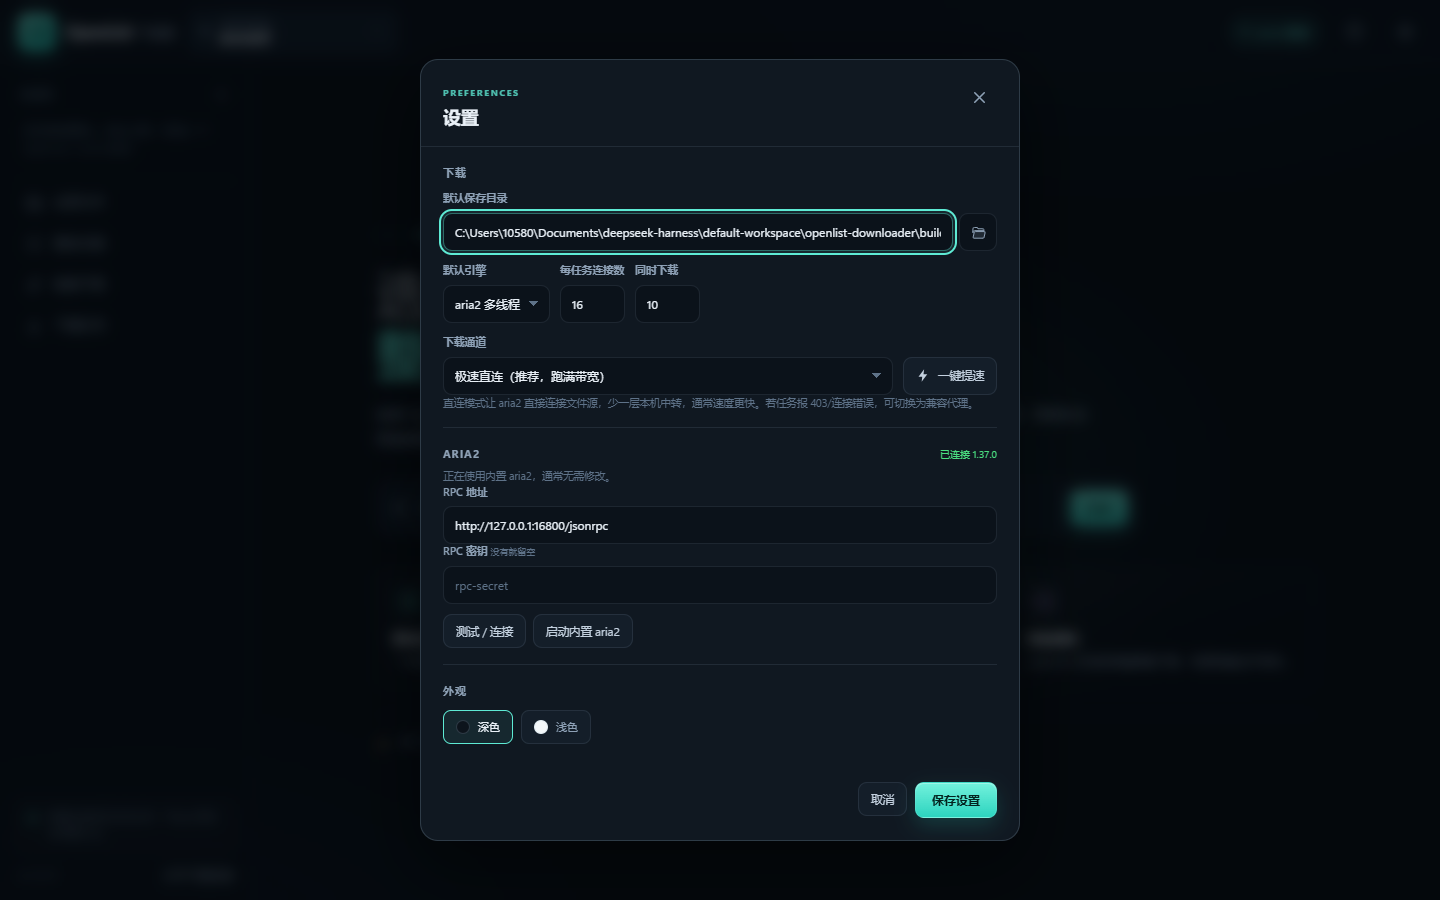 PREFERENCES
设置
下载
默认保存目录
C:\Users\10580\Documents\deepseek-harness\default-workspace\openlist-downloader\buil
默认引擎 每任务连接数 同时下载
aria2 多线程 16 10
下载通道
极速直连（推荐，跑满带宽） 一键提速
直连模式让 aria2 直接连接文件源，少一层本机中转，通常速度更快。若任务报 403/连接错误，可切换为兼容代理。
ARIA2 已连接 1.37.0
正在使用内置 aria2，通常无需修改。
RPC 地址
http://127.0.0.1:16800/jsonrpc
RPC 密钥 没有就留空
rpc-secret
测试 / 连接 启动内置 aria2
外观
深色 浅色
取消 保存设置